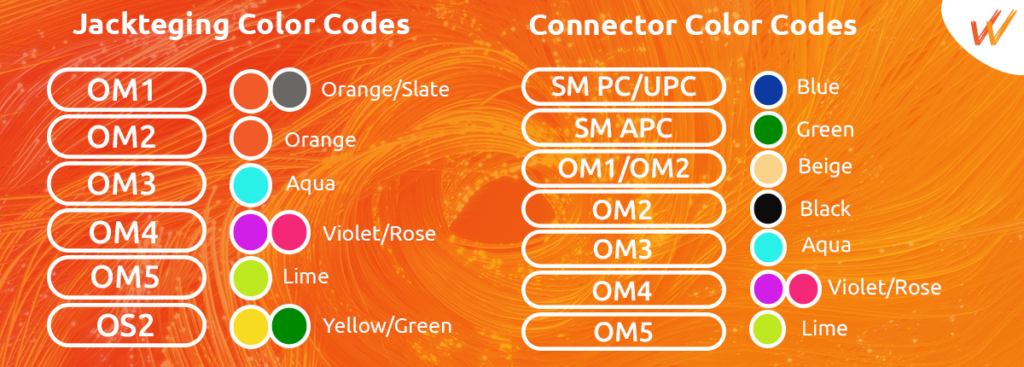 Jackteging Color Codes
OM1 Orange/Slate
OM2 Orange
OM3 Aqua
OM4 Violet/Rose
OM5 Lime
OS2 Yellow/Green
Connector Color Codes
SM PC/UPC Blue
SM APC Green
OM1/OM2 Beige
OM2 Black
OM3 Aqua
OM4 Violet/Rose
OM5 Lime